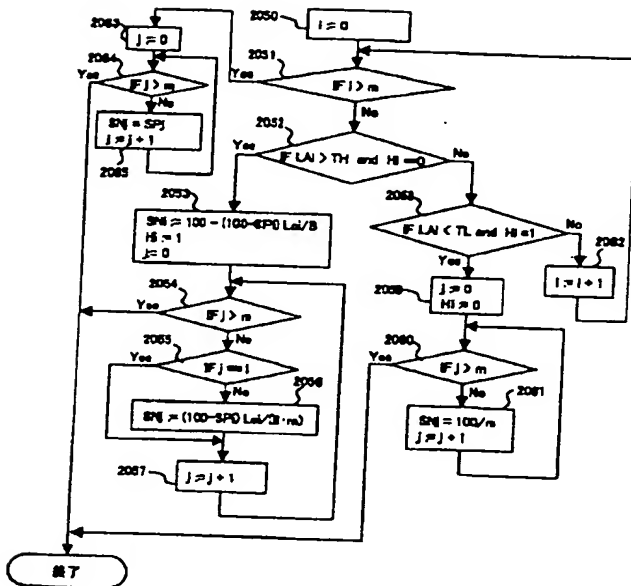 2063
j := 0
2064
Yes
IF j > m
No
SNj = SPj
j := j + 1
2065
2050
i := 0
2051
Yes
IF j > m
No
2052
Yes
IF LAi > TH and Hi == 0
No
2053
SNi := 100 - (100-SPi) Lai/B
Hi := 1
j := 0
2054
Yes
IF j > m
No
2055
Yes
IF j == i
No
2056
SNj := (100-SPi) Lai/(B·m)
2057
j := j + 1
IF LAi < TL and Hi = 1
No
Yes
2062
i := i + 1
j := 0
Hi := 0
2060
Yes
IF j > m
No
2061
SNj = 100/m
j := j + 1
終了